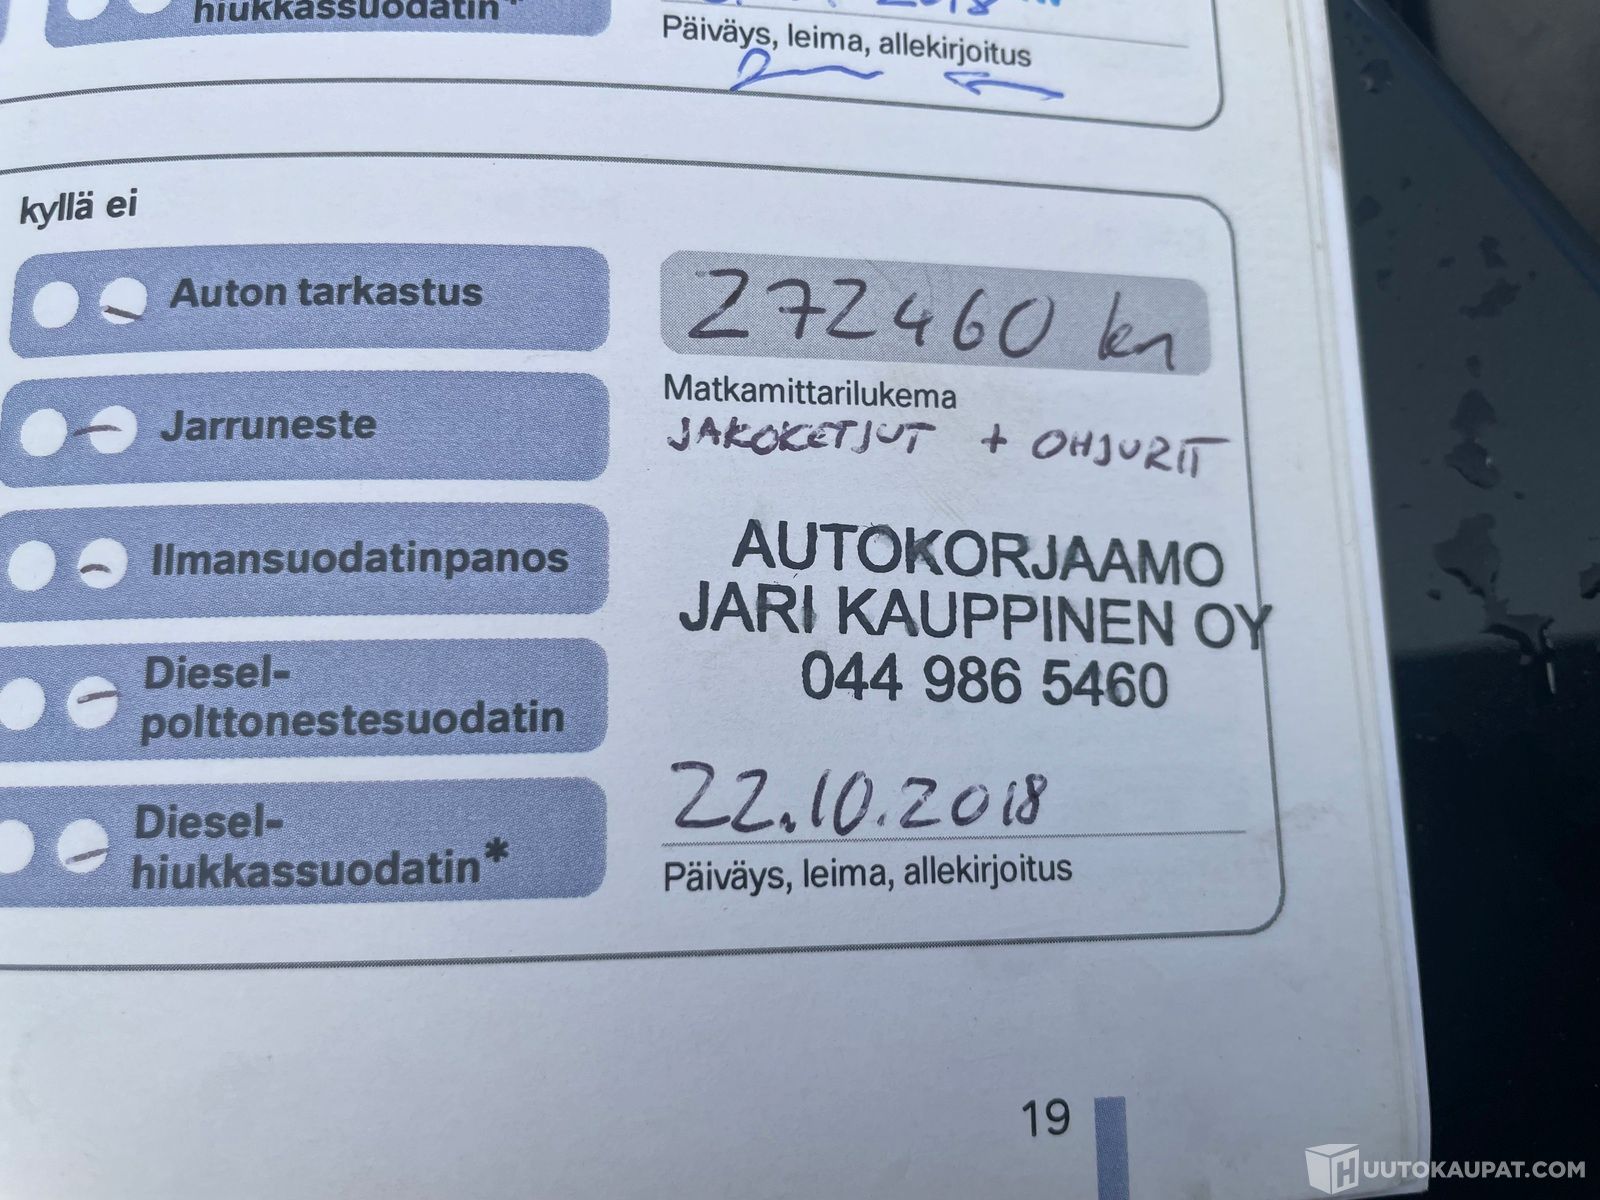 hiukkassuodatin*
2018
Päiväys, leima, allekirjoitus
kyllä ei
Auton tarkastus
272460 km
Matkamittarilukema
Jarruneste
JAKOKETJUT + OHJURIT
Ilmansuodatinpanos
AUTOKORJAAMO
JARI KAUPPINEN OY
044 986 5460
Diesel-
polttonestesuodatin
22.10.2018
Diesel-
hiukkassuodatin*
Päiväys, leima, allekirjoitus
19
HUUTOKAUPAT.COM